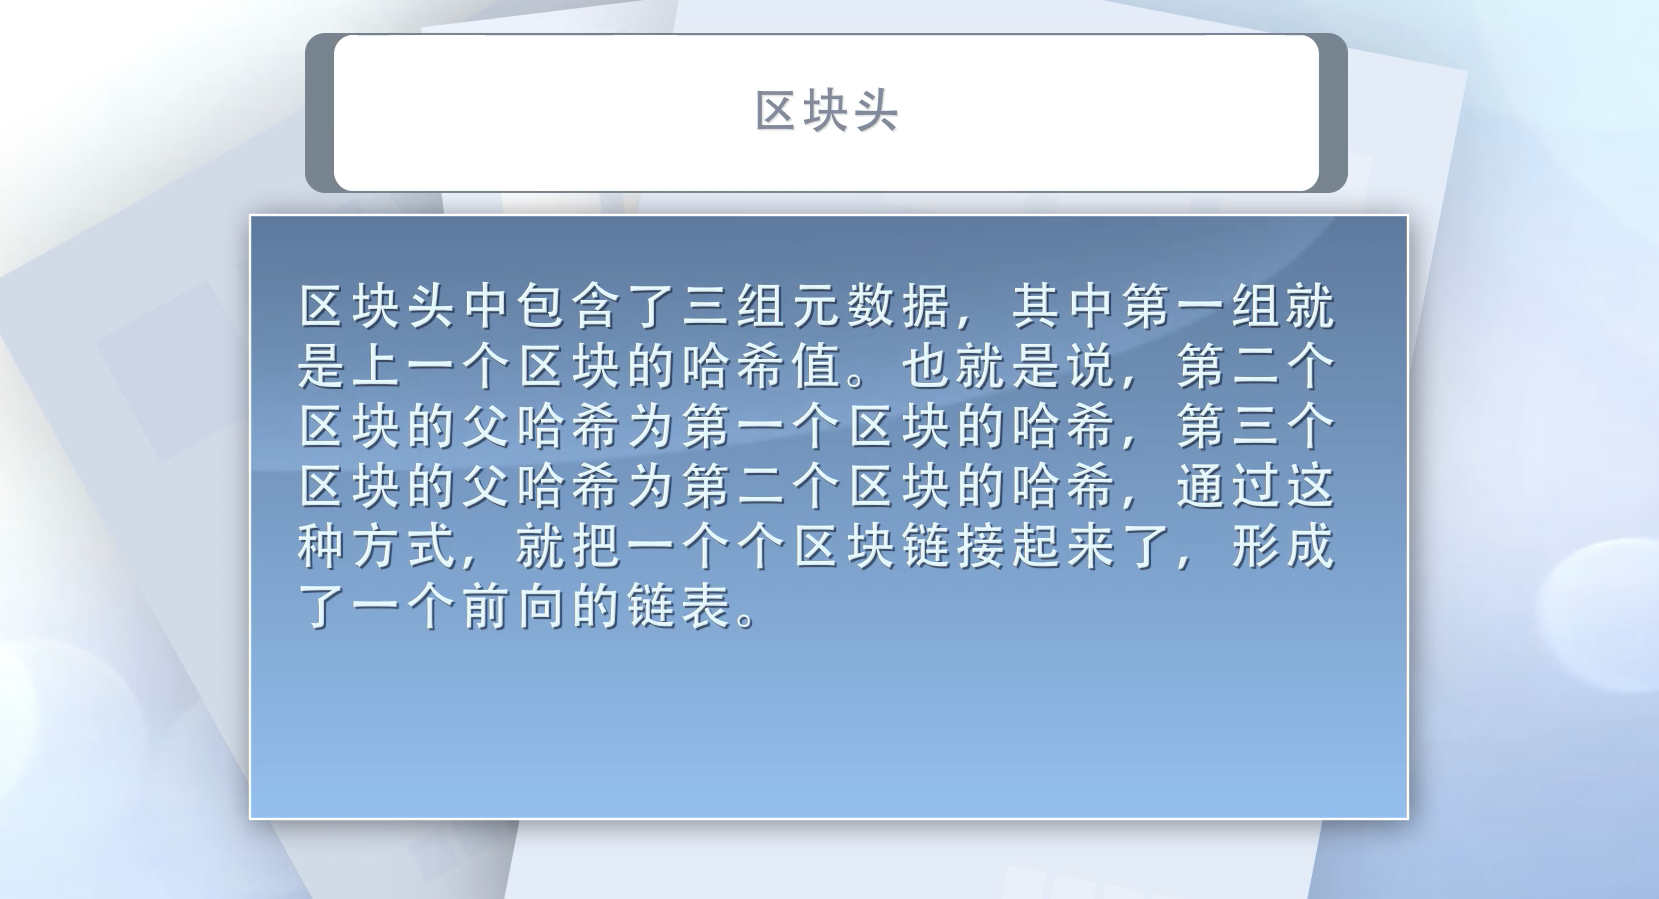 区块头
区块头中包含了三组元数据，其中第一组就
是上一个区块的哈希值。也就是说，第二个
区块的父哈希为第一个区块的哈希，第三个
区块的父哈希为第二个区块的哈希，通过这
种方式，就把一个个区块链接起来了，形成
了一个前向的链表。